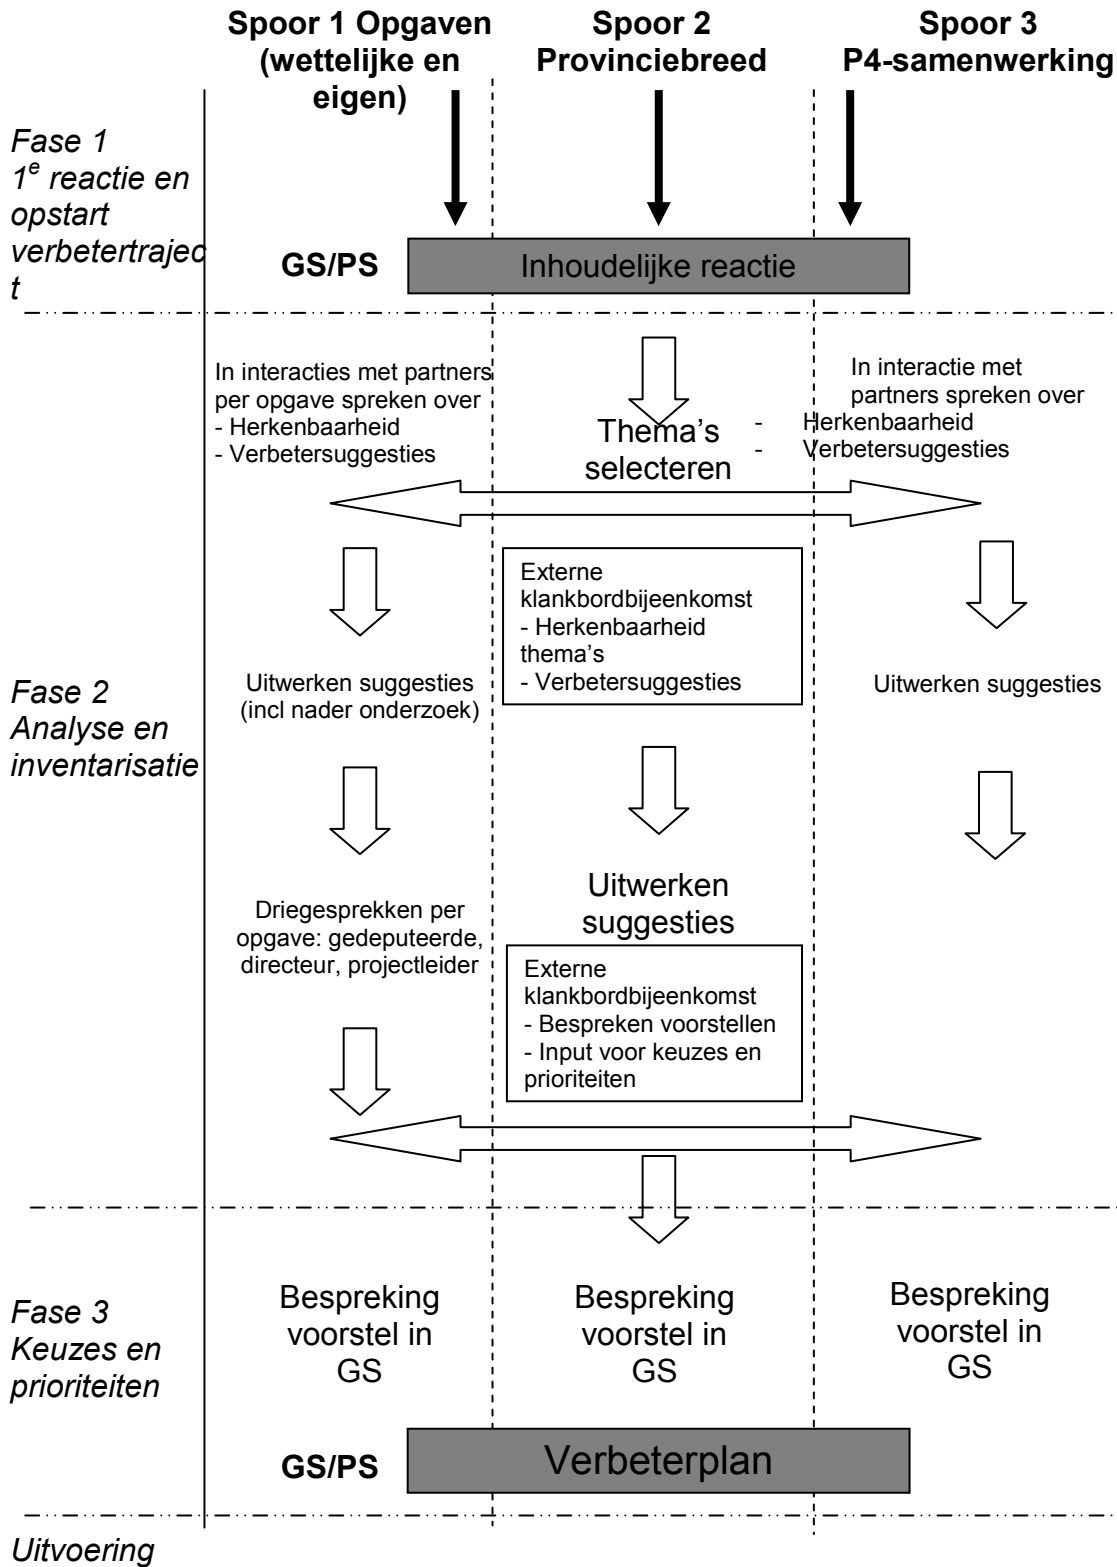 Spoor 1 Opgaven
(wettelijke en
eigen)
Spoor 2
Provinciebreed
Spoor 3
P4-samenwerking
Fase 1
1e reactie en
opstart
verbetertrajec
t
GS/PS
Inhoudelijke reactie
In interacties met partners
per opgave spreken over
- Herkenbaarheid
- Verbetersuggesties
Thema's
selecteren
In interactie met
partners spreken over
- Herkenbaarheid
- Verbetersuggesties
Fase 2
Analyse en
inventarisatie
Uitwerken suggesties
(incl nader onderzoek)
Driegesprekken per
opgave: gedeputeerde,
directeur, projectleider
Externe
klankbordbijeenkomst
- Herkenbaarheid
thema's
- Verbetersuggesties
Uitwerken
suggesties
Externe
klankbordbijeenkomst
- Bespreken voorstellen
- Input voor keuzes en
prioriteiten
Uitwerken suggesties
Fase 3
Keuzes en
prioriteiten
Bespreking
voorstel in
GS
Bespreking
voorstel in
GS
Bespreking
voorstel in
GS
GS/PS
Verbeterplan
Uitvoering